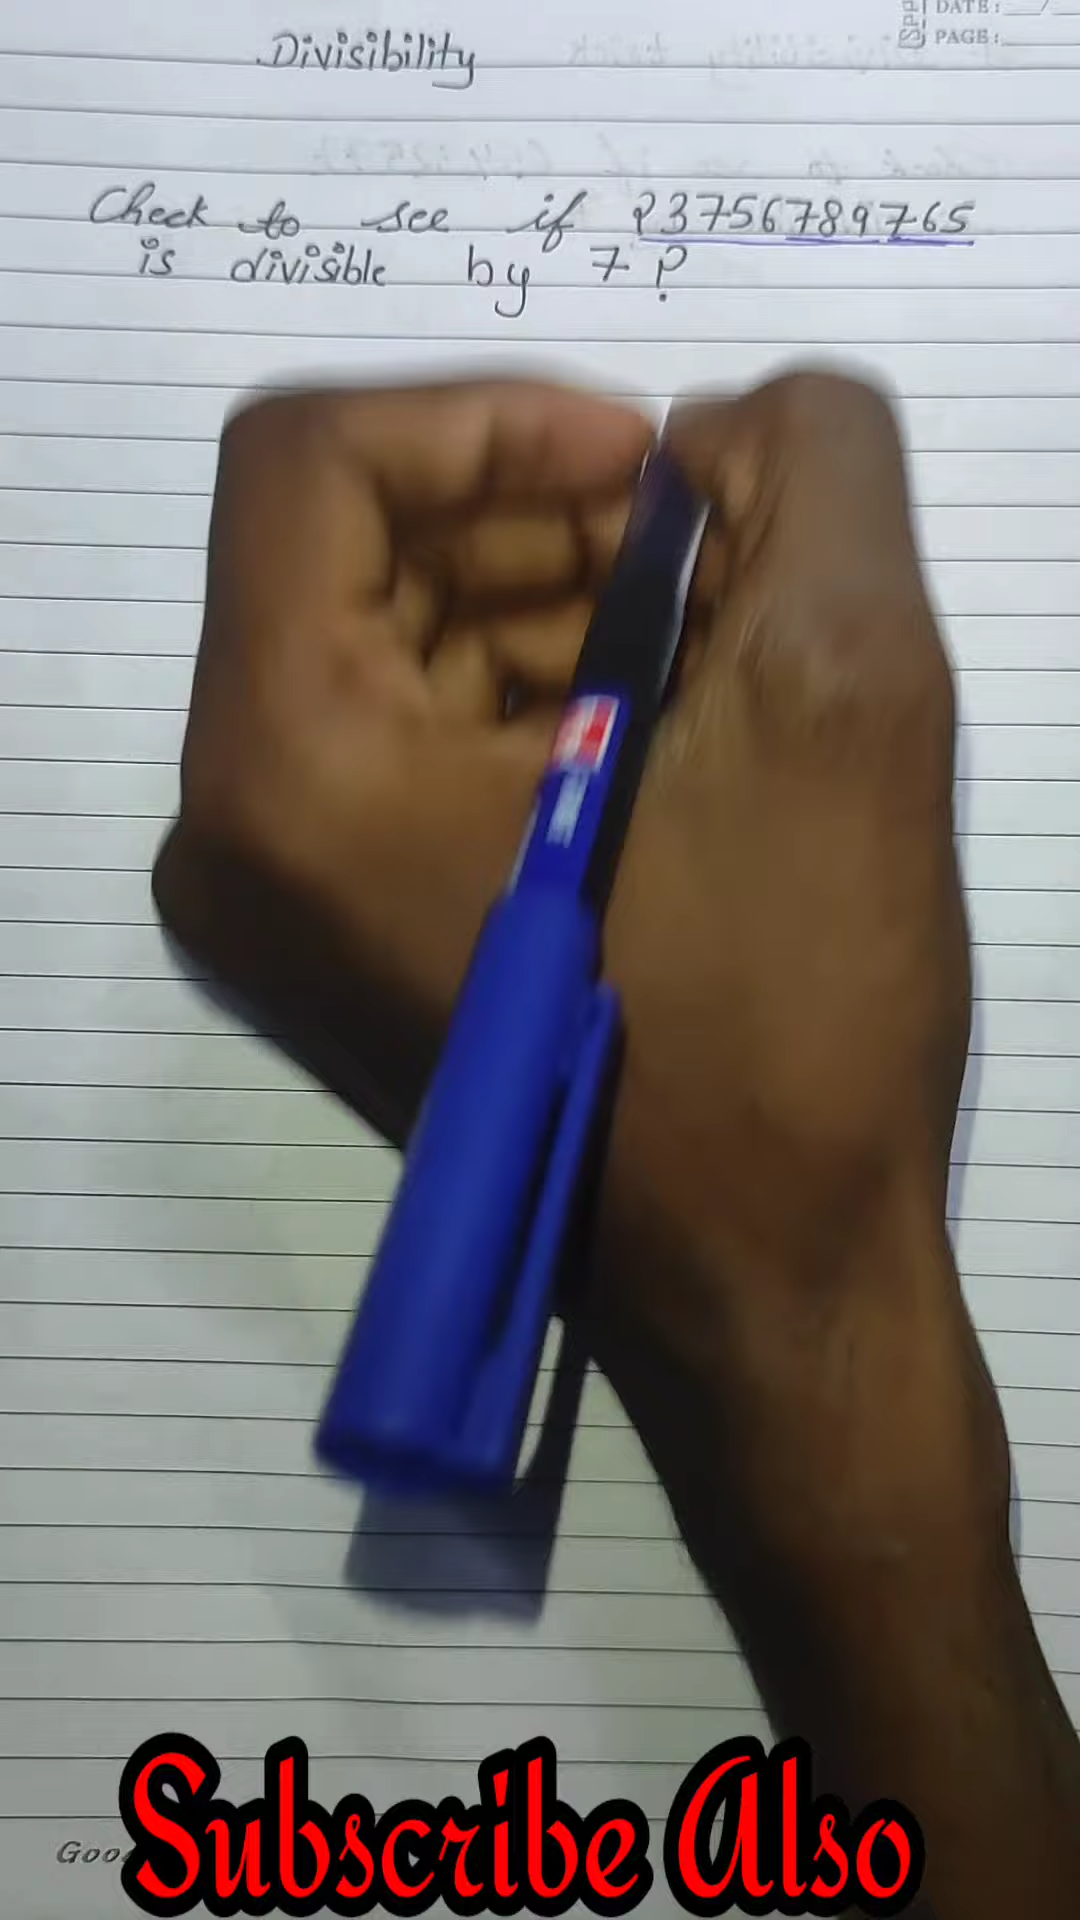 DATE:
PAGE:
Divisibility
Check to see if 23756789765
is divisible by 7?
Subscribe Also